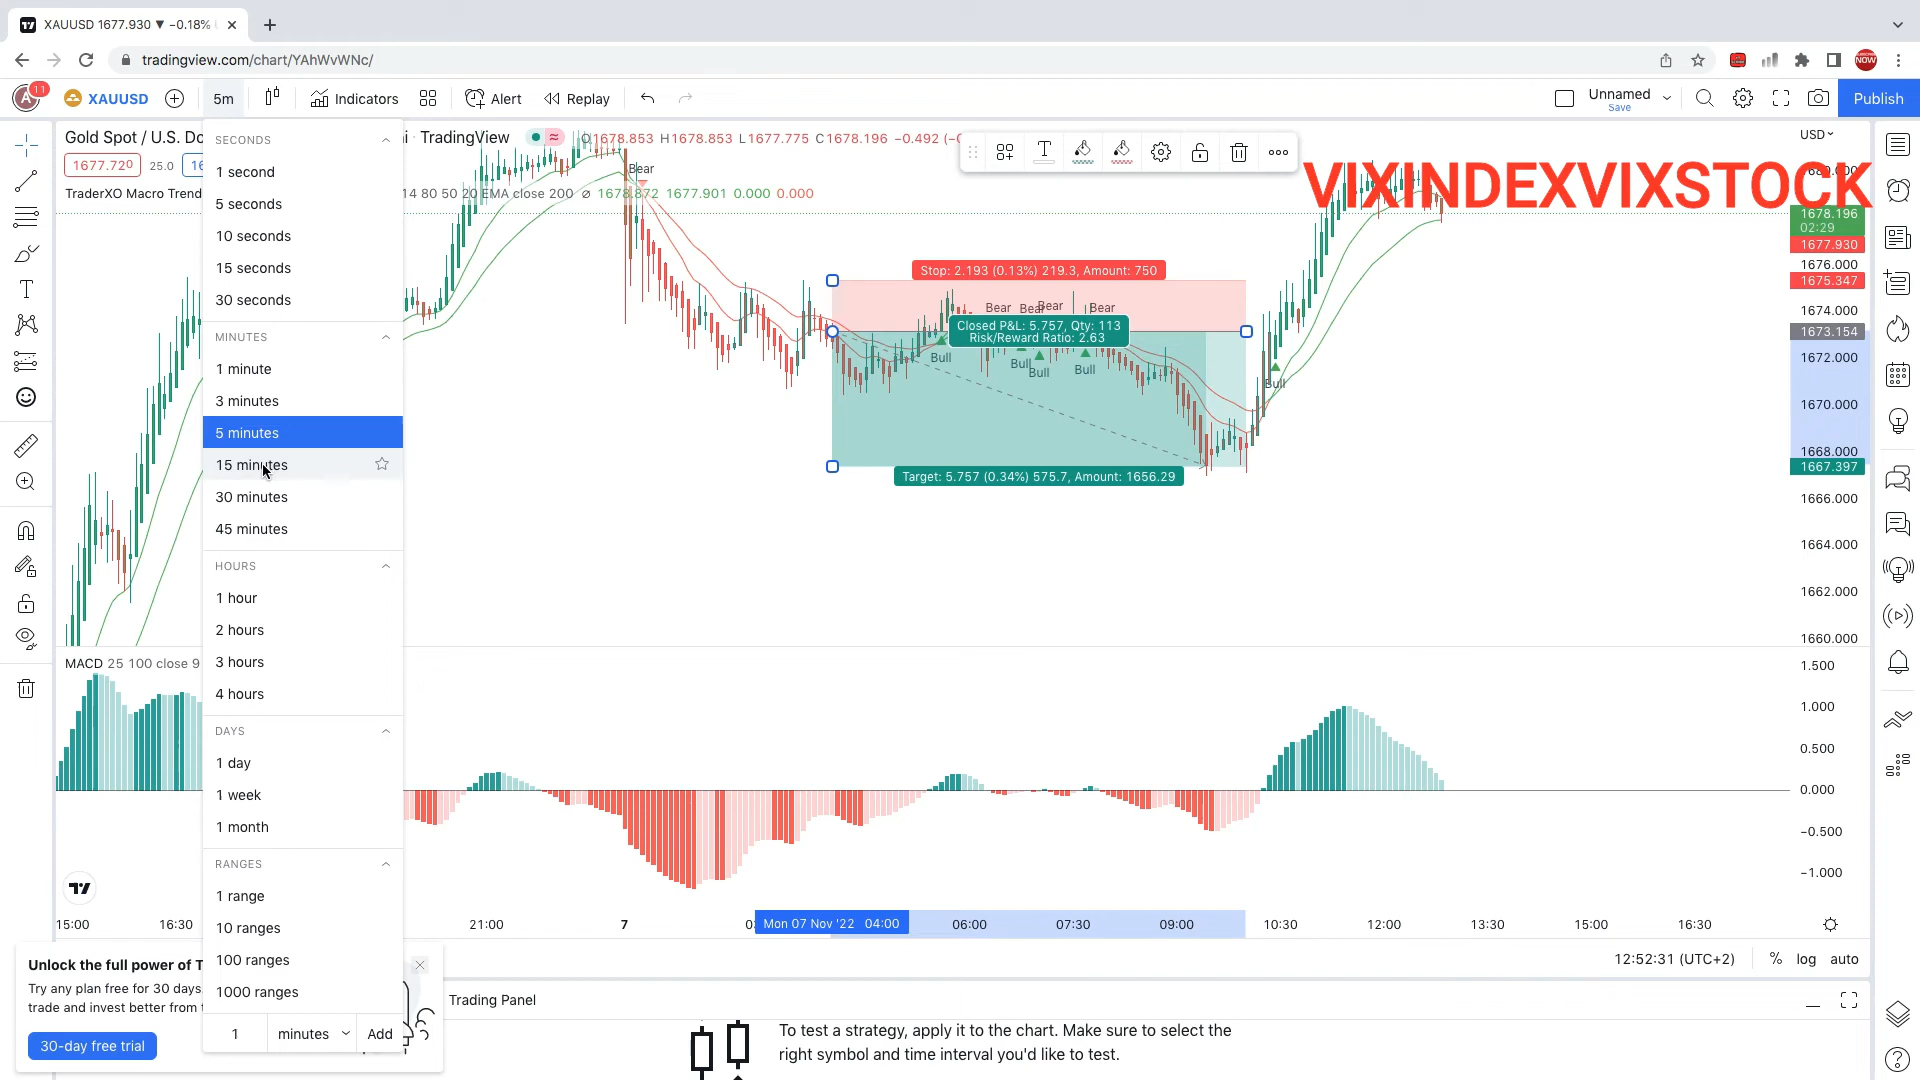 XAUUSD 1677.930 ▼ −0.18%
tradingview.com/chart/YAhWvWNc/
NOW
11
XAUUSD
5m
Indicators
Alert
Replay
Unnamed
Save
Publish
Gold Spot / U.S. Do
TradingView
O1678.853 H1678.853 L1677.775 C1678.196 −0.492
1677.720
25.0
TraderXO Macro Trend
14 80 50 20 EMA close 200 ⌀ 1678.872 1677.901 0.000 0.000
VIXINDEXVIXSTOCK
SECONDS
1 second
5 seconds
10 seconds
15 seconds
30 seconds
MINUTES
1 minute
3 minutes
5 minutes
15 minutes
30 minutes
45 minutes
HOURS
1 hour
2 hours
3 hours
4 hours
DAYS
1 day
1 week
1 month
RANGES
1 range
10 ranges
100 ranges
1000 ranges
1 minutes Add
Bear
Stop: 2.193 (0.13%) 219.3, Amount: 750
Bear
Bear
Bear
Closed P&L: 5.757, Qty: 113
Risk/Reward Ratio: 2.63
Bull
Bull
Bull
Bull
Bull
Target: 5.757 (0.34%) 575.7, Amount: 1656.29
USD
1678.196
02:29
1677.930
1676.000
1675.347
1674.000
1673.154
1672.000
1670.000
1668.000
1667.397
1666.000
1664.000
1662.000
1660.000
MACD 25 100 close 9
1.500
1.000
0.500
0.000
−0.500
−1.000
15:00
16:30
21:00
7
Mon 07 Nov '22 04:00
06:00
07:30
09:00
10:30
12:00
13:30
15:00
16:30
12:52:31 (UTC+2)
%
log
auto
Unlock the full power of T
Try any plan free for 30 days
trade and invest better from
30-day free trial
Trading Panel
To test a strategy, apply it to the chart. Make sure to select the
right symbol and time interval you'd like to test.